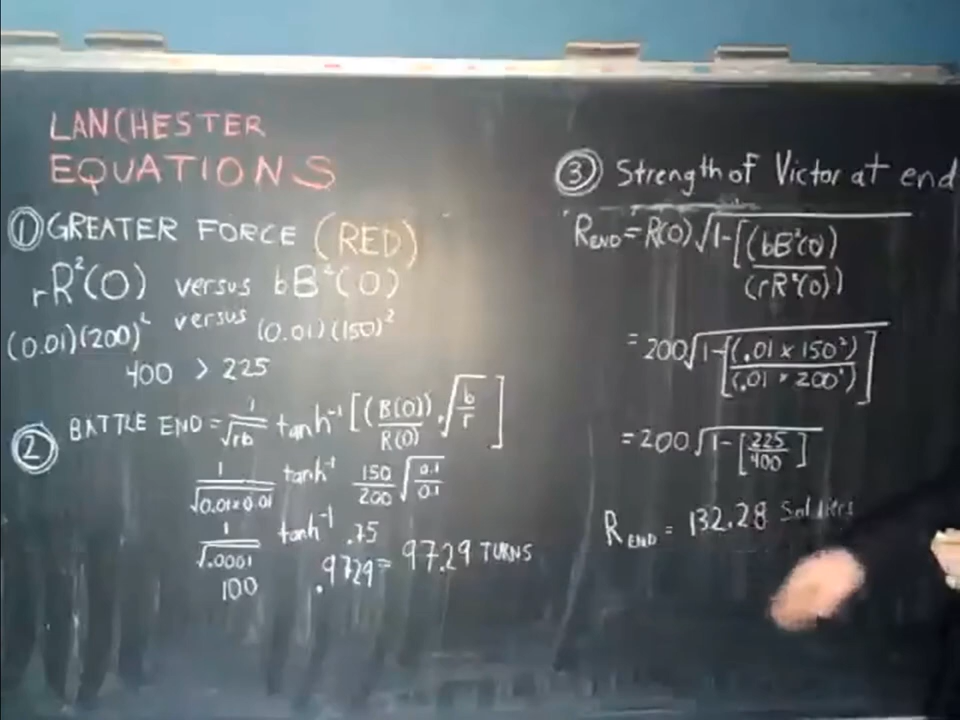 LANCHESTER
EQUATIONS
① GREATER FORCE (RED)
rR²(0) versus bB²(0)
(0.01)(200)² versus (0.01)(150)²
400 > 225
② BATTLE END = 1/√rb tanh⁻¹ [(B(0))/R(0) · √b/r ]
1/√0.01x0.01 tanh⁻¹ 150/200 √0.1/0.1
1/√.0001 tanh⁻¹ .75
100 .9729 = 97.29 TURNS
③ Strength of Victor at end
R END = R(0) √1-[(bB²(0))/(rR²(0))
= 200 √1-[(.01 x 150²)/(.01 x 200²)]
= 200 √1-[225/400]
R END = 132.28 Soldiers